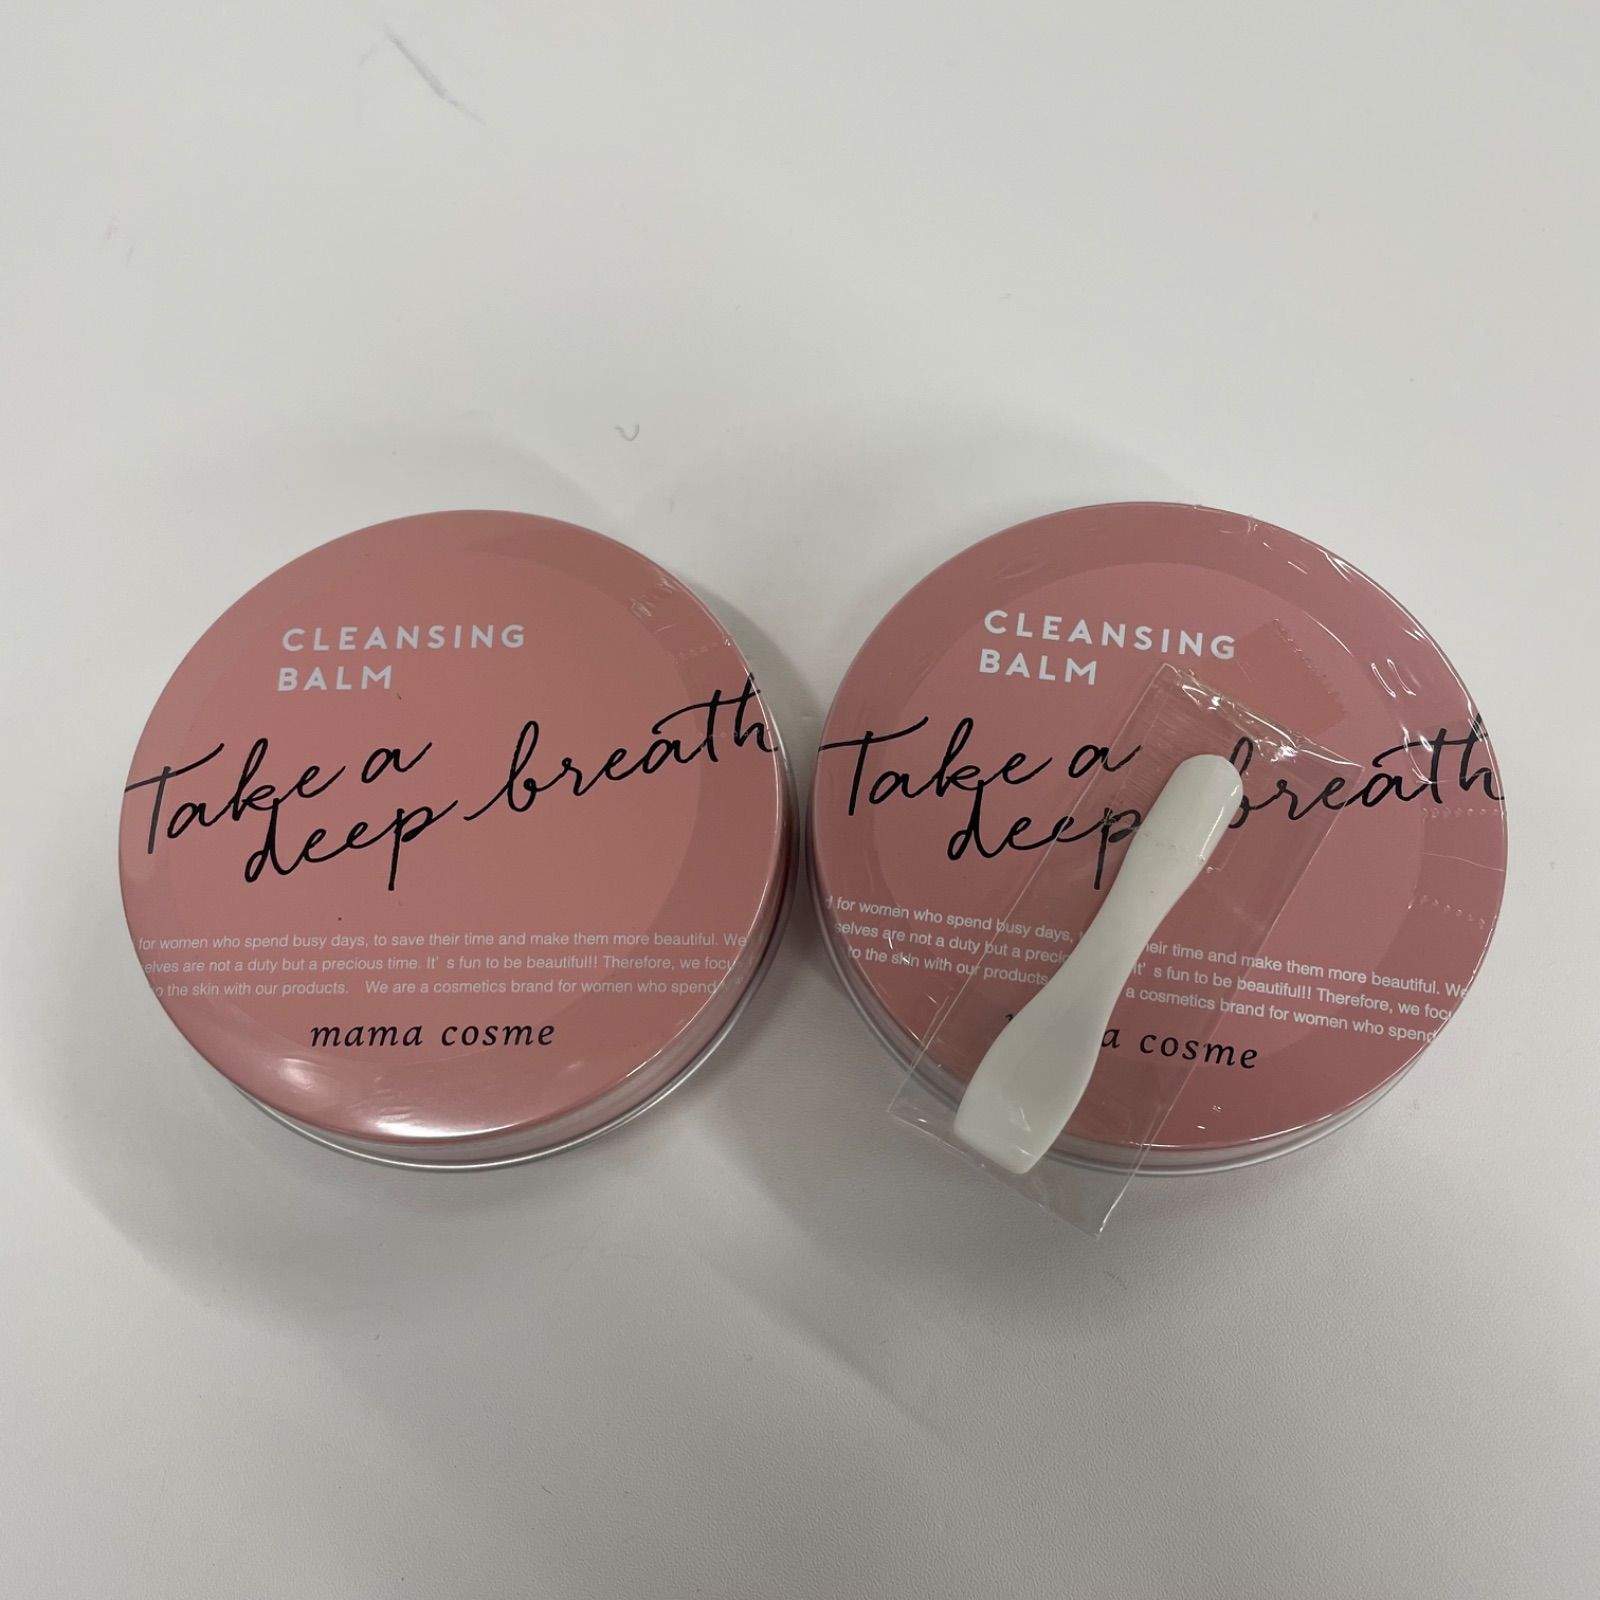 CLEANSING
BALM
Take a
deep breath
for women who spend busy days, to save their time and make them more beautiful. We
elves are not a duty but a precious time. It's fun to be beautiful!! Therefore, we focu
to the skin with our products. We are a cosmetics brand for women who spend
mama cosme
CLEANSING
BALM
Take a
deep breath
for women who spend busy days, their time and make them more beautiful. We
selves are not a duty but a It's fun to be beautiful!! Therefore, we focu
to the skin with our products a cosmetics brand for women who spend
cosme